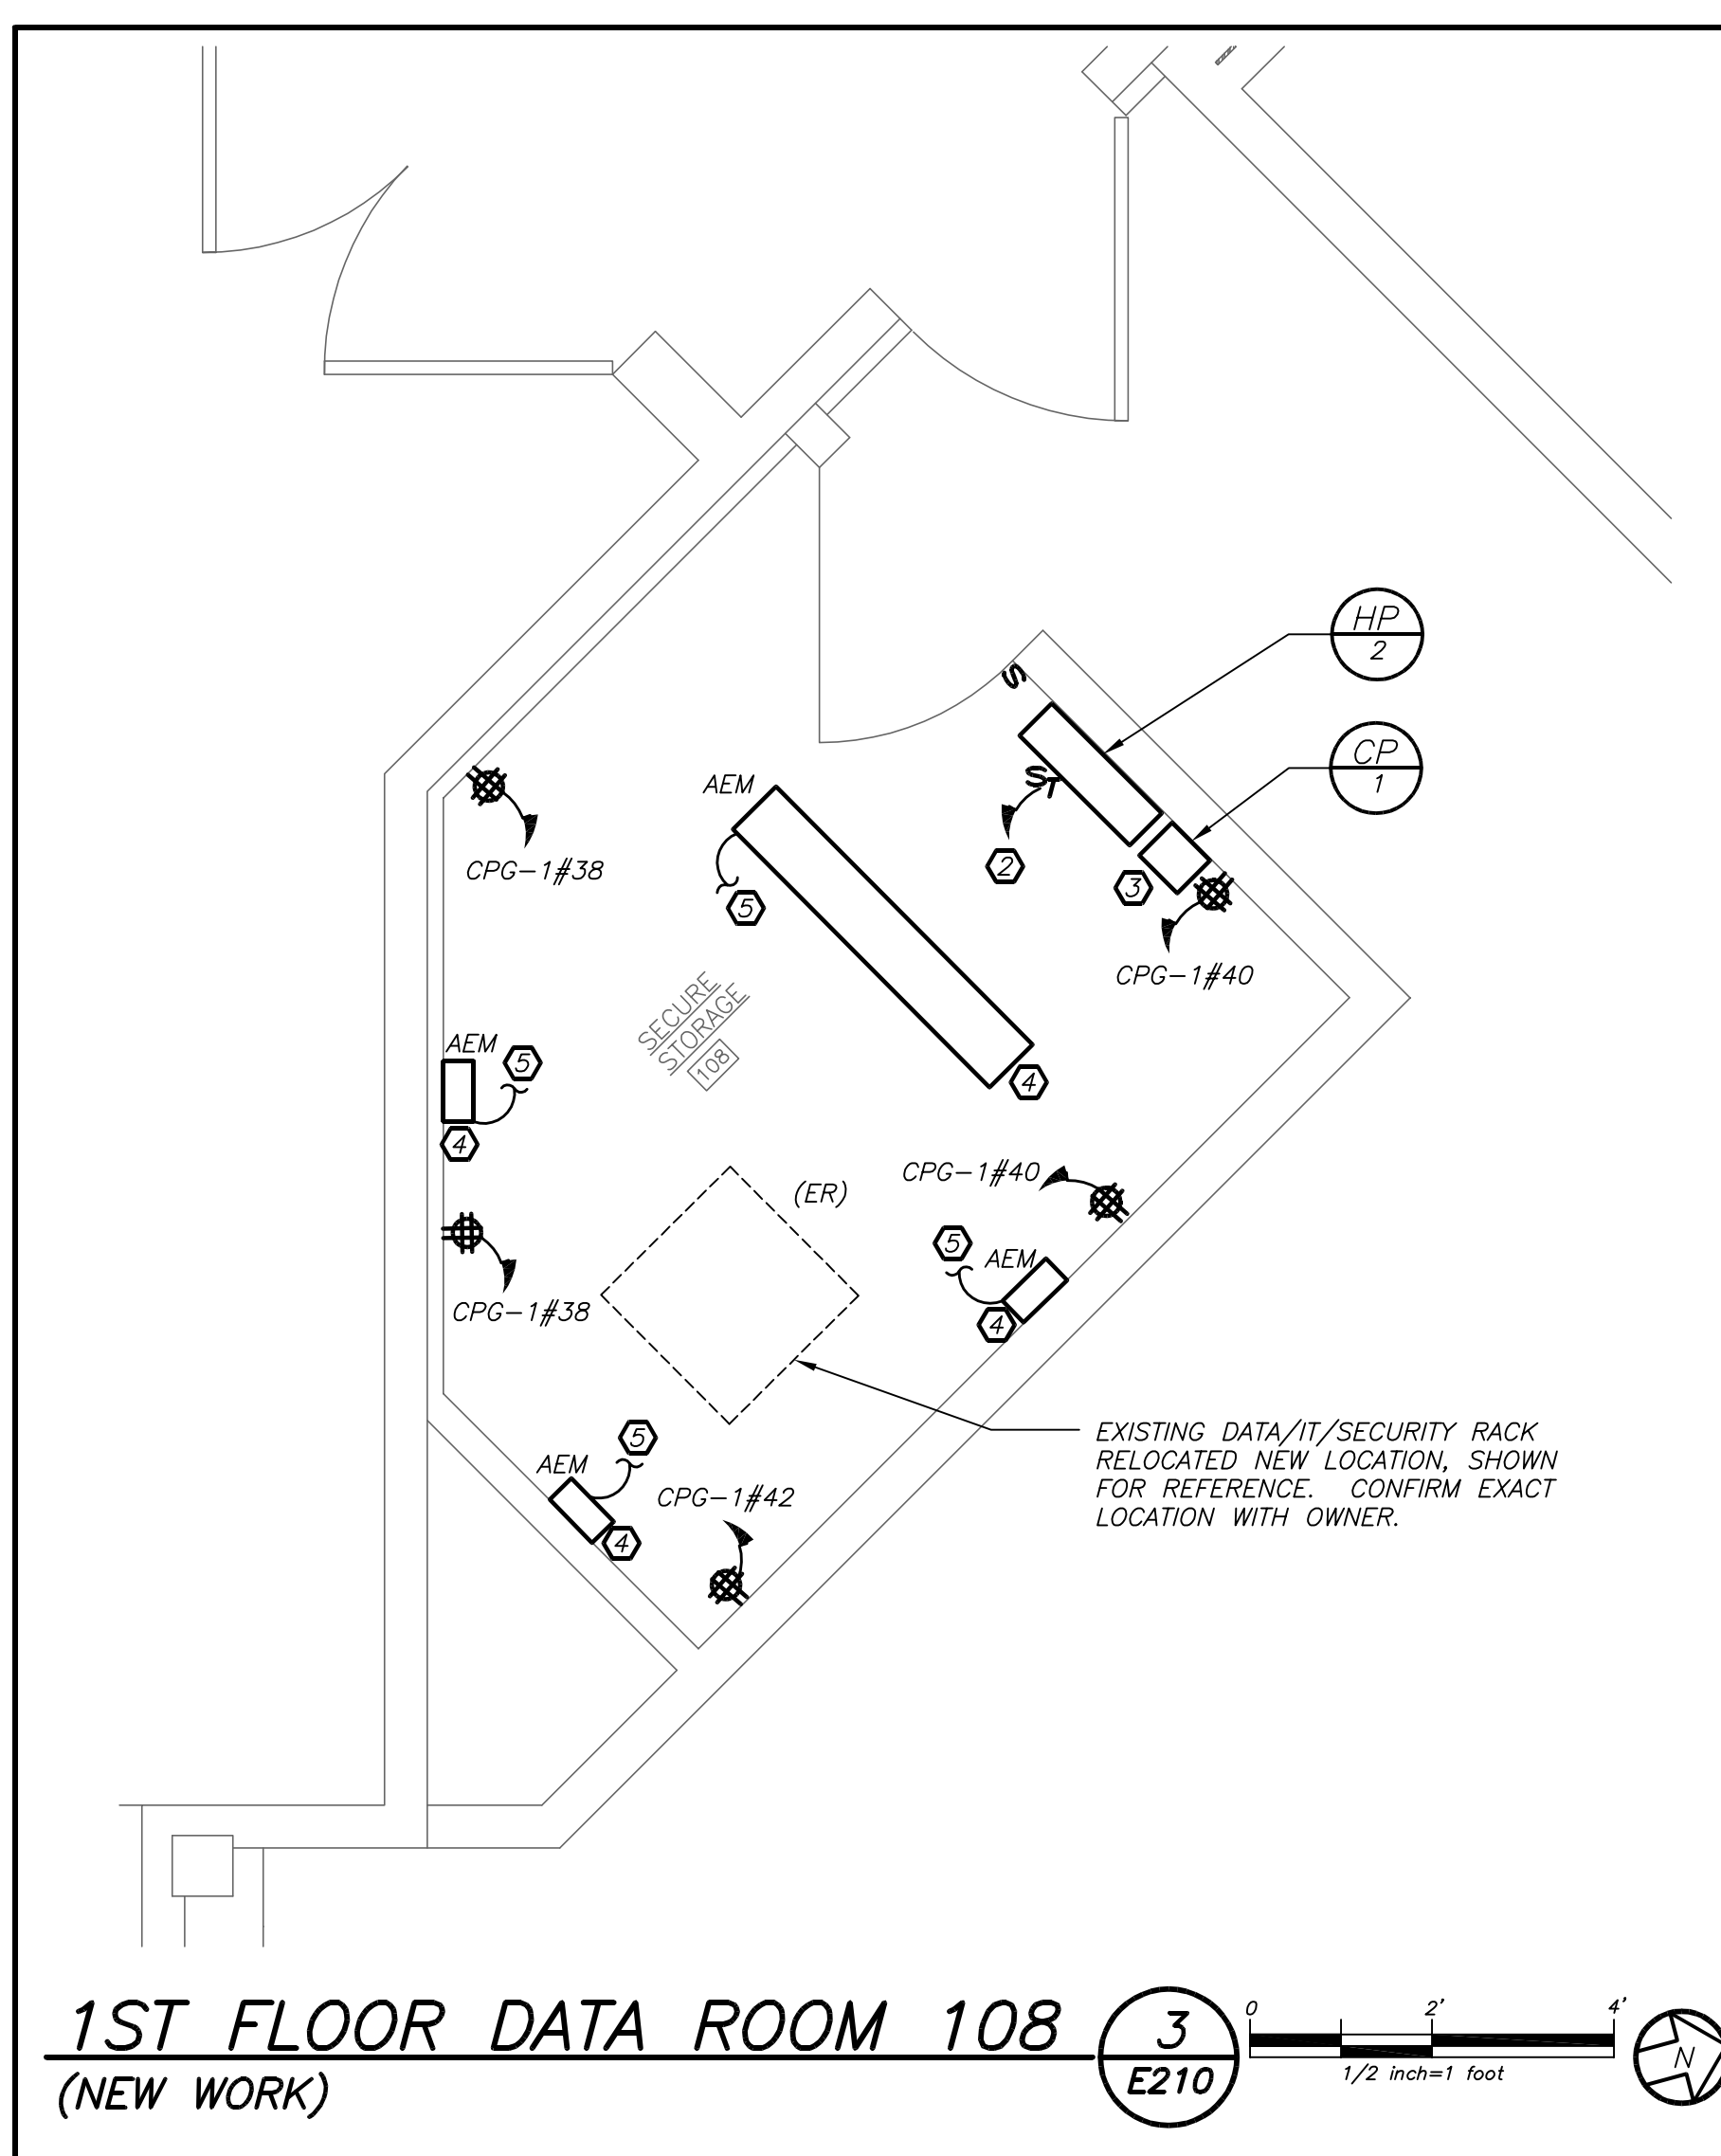 HP
2
S
CP
1
AEM
ST
CPG-1#38
2
3
5
CPG-1#40
SECURE
STORAGE
108
AEM
5
4
4
CPG-1#40
(ER)
5
AEM
CPG-1#38
4
EXISTING DATA/IT/SECURITY RACK
RELOCATED NEW LOCATION, SHOWN
FOR REFERENCE. CONFIRM EXACT
LOCATION WITH OWNER.
5
AEM
CPG-1#42
4
1ST FLOOR DATA ROOM 108
(NEW WORK)
3
E210
0 2' 4'
1/2 inch=1 foot
N